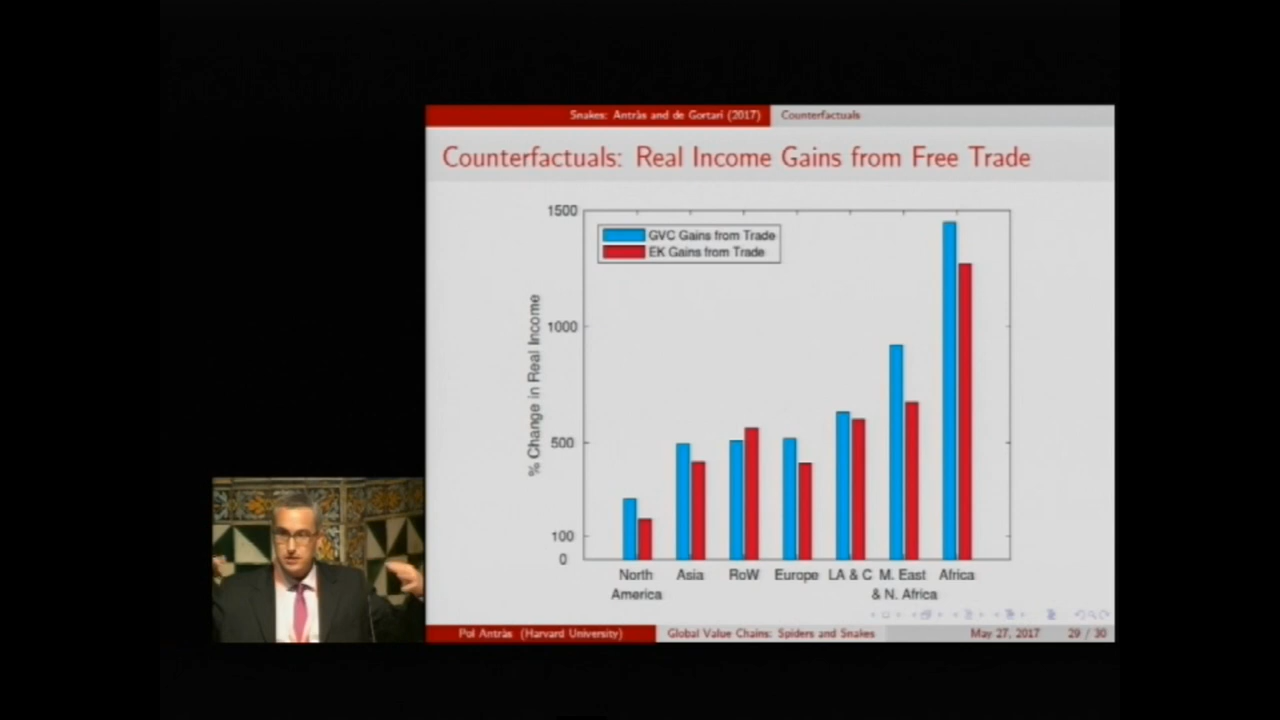 Snakes: Antràs and de Gortari (2017) Counterfactuals
Counterfactuals: Real Income Gains from Free Trade
1500
GVC Gains from Trade
EK Gains from Trade
% Change in Real Income
1000
500
100
0
North America
Asia
RoW
Europe
LA & C
M. East & N. Africa
Africa
Pol Antràs (Harvard University) Global Value Chains: Spiders and Snakes May 27, 2017 29 / 30